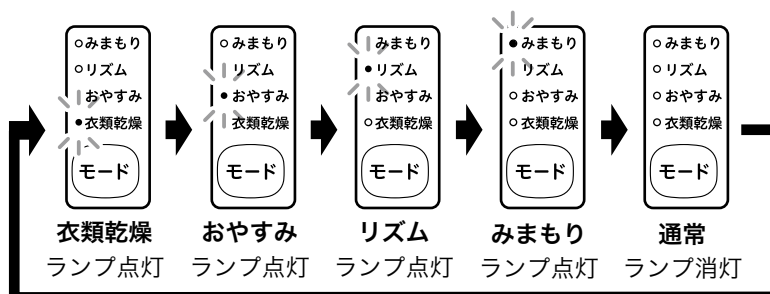 みまもり
リズム
おやすみ
衣類乾燥
モード
衣類乾燥
ランプ点灯
みまもり
リズム
おやすみ
衣類乾燥
モード
おやすみ
ランプ点灯
みまもり
リズム
おやすみ
衣類乾燥
モード
リズム
ランプ点灯
みまもり
リズム
おやすみ
衣類乾燥
モード
みまもり
ランプ点灯
みまもり
リズム
おやすみ
衣類乾燥
モード
通常
ランプ消灯